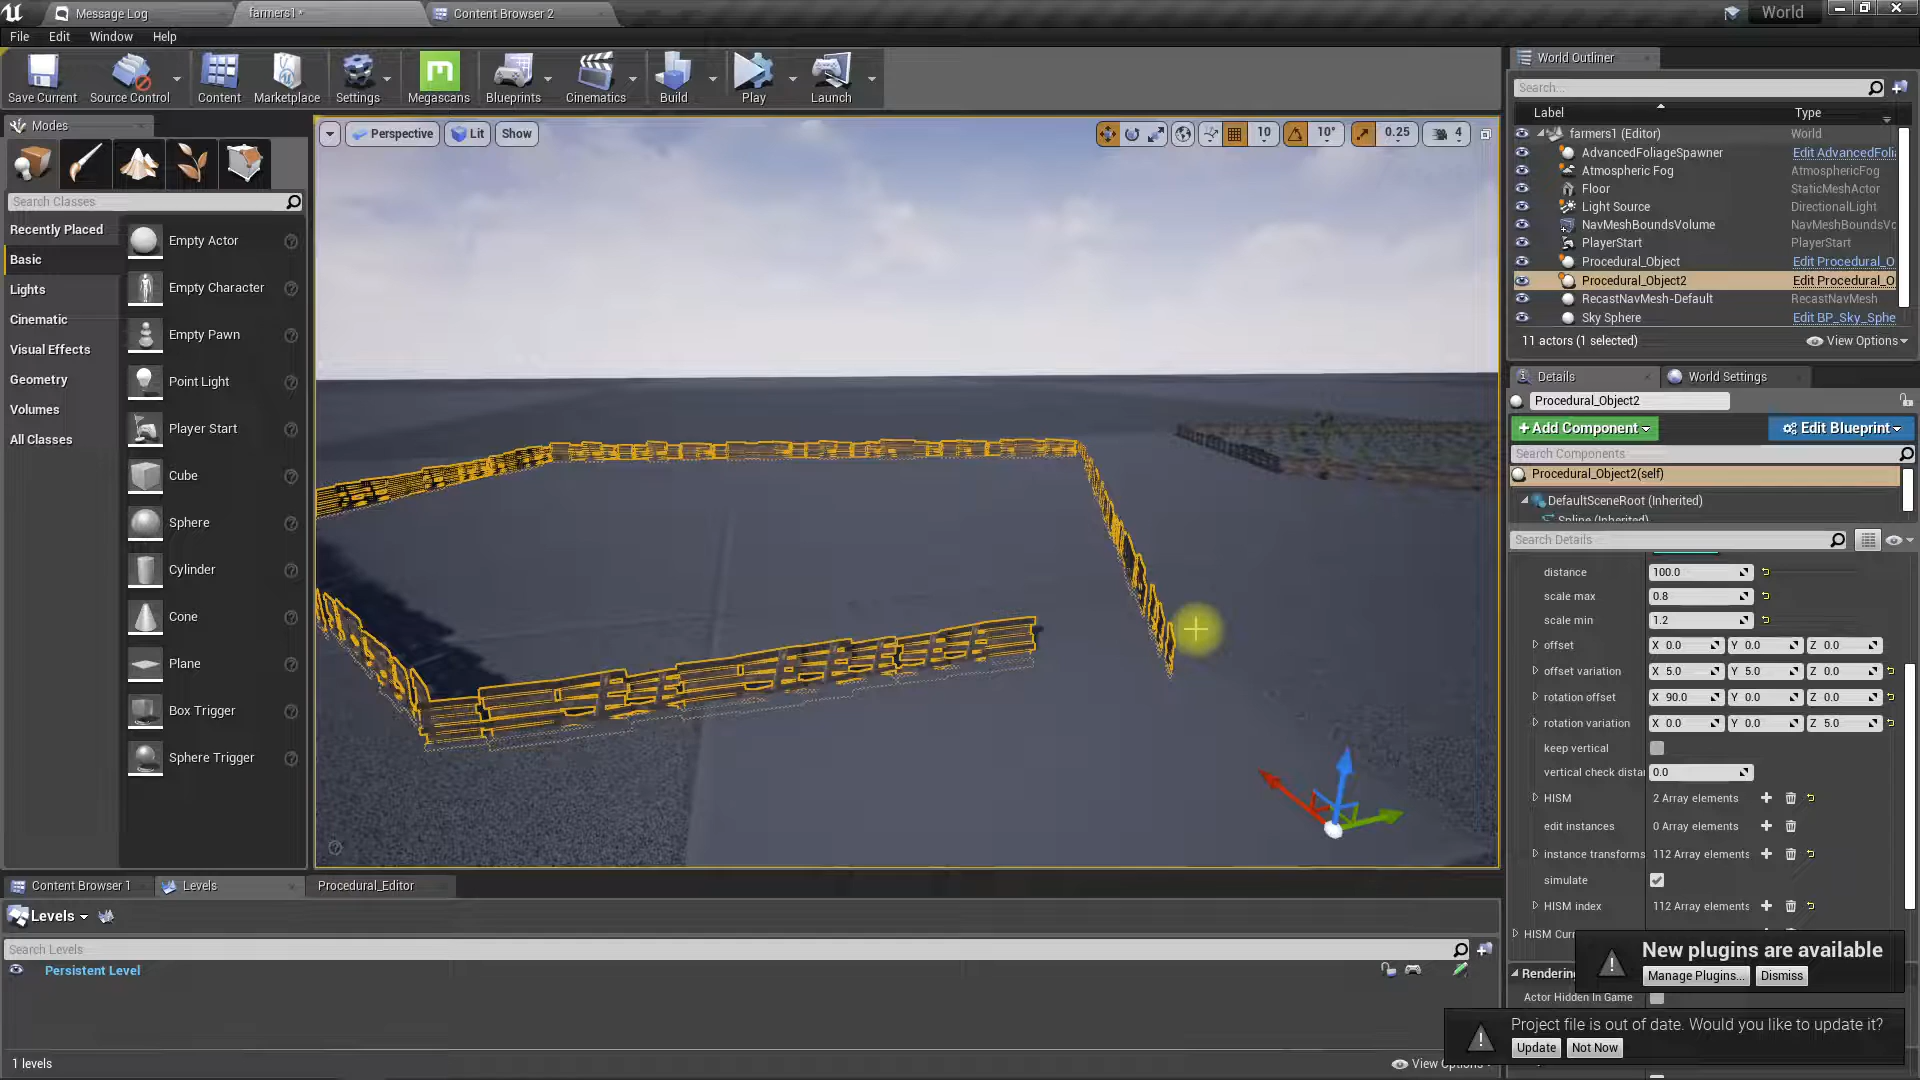 Message Log
farmers1*
Content Browser 2
World
File
Edit
Window
Help
Save Current
Source Control
Content
Marketplace
Settings
Megascans
Blueprints
Cinematics
Build
Play
Launch
Modes
Search Classes
Recently Placed
Basic
Lights
Cinematic
Visual Effects
Geometry
Volumes
All Classes
Empty Actor
Empty Character
Empty Pawn
Point Light
Player Start
Cube
Sphere
Cylinder
Cone
Plane
Box Trigger
Sphere Trigger
Perspective
Lit
Show
10
10°
0.25
4
World Outliner
Search...
Label
Type
farmers1 (Editor)
World
AdvancedFoliageSpawner
Edit AdvancedFoli
Atmospheric Fog
AtmosphericFog
Floor
StaticMeshActor
Light Source
DirectionalLight
NavMeshBoundsVolume
NavMeshBoundsVo
PlayerStart
PlayerStart
Procedural_Object
Edit Procedural_O
Procedural_Object2
Edit Procedural_O
RecastNavMesh-Default
RecastNavMesh
Sky Sphere
Edit BP_Sky_Sphe
11 actors (1 selected)
View Options
Details
World Settings
Procedural_Object2
+Add Component
Edit Blueprint
Search Components
Procedural_Object2(self)
DefaultSceneRoot (Inherited)
Spline (Inherited)
Search Details
distance
100.0
scale max
0.8
scale min
1.2
offset
X 0.0
Y 0.0
Z 0.0
offset variation
X 5.0
Y 5.0
Z 0.0
rotation offset
X 90.0
Y 0.0
Z 0.0
rotation variation
X 0.0
Y 0.0
Z 5.0
keep vertical
vertical check distar
0.0
HISM
2 Array elements
edit instances
0 Array elements
instance transforms
112 Array elements
simulate
HISM index
112 Array elements
HISM Curr
Rendering
Actor Hidden In Game
New plugins are available
Manage Plugins...
Dismiss
Project file is out of date. Would you like to update it?
Update
Not Now
Content Browser 1
Levels
Procedural_Editor
Levels
Search Levels
Persistent Level
1 levels
View Options